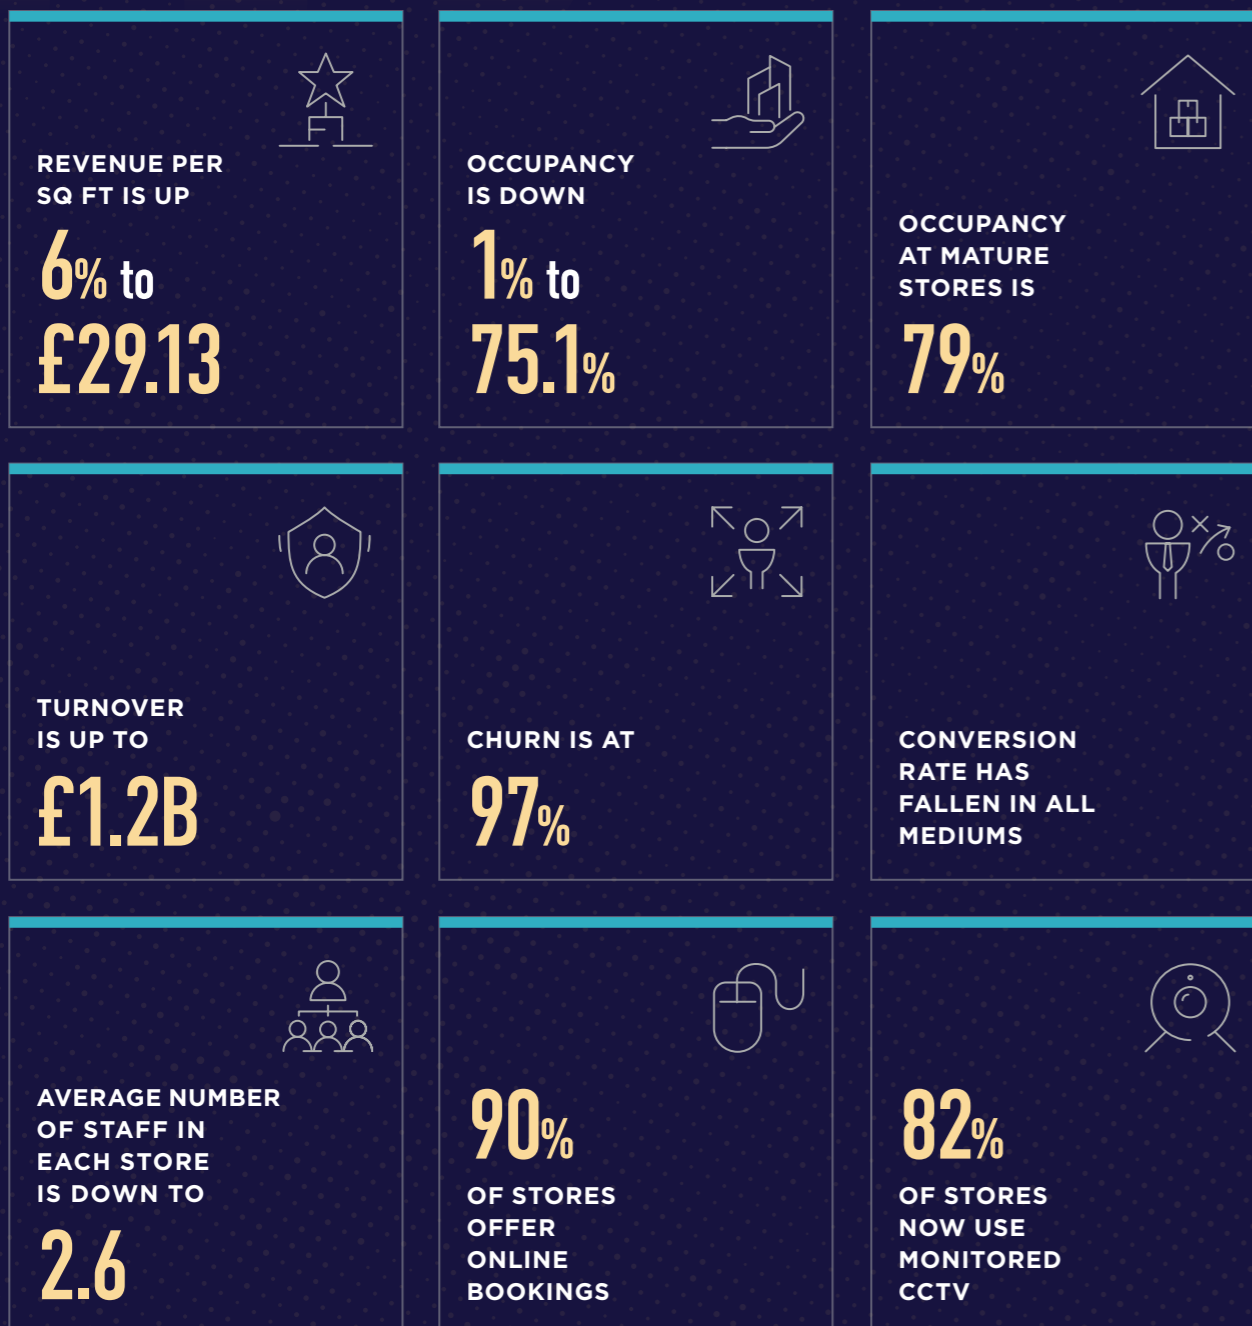 REVENUE PER
SQ FT IS UP
6% to
£29.13
OCCUPANCY
IS DOWN
1% to
75.1%
OCCUPANCY
AT MATURE
STORES IS
79%
TURNOVER
IS UP TO
£1.2B
CHURN IS AT
97%
CONVERSION
RATE HAS
FALLEN IN ALL
MEDIUMS
AVERAGE NUMBER
OF STAFF IN
EACH STORE
IS DOWN TO
2.6
90%
OF STORES
OFFER
ONLINE
BOOKINGS
82%
OF STORES
NOW USE
MONITORED
CCTV